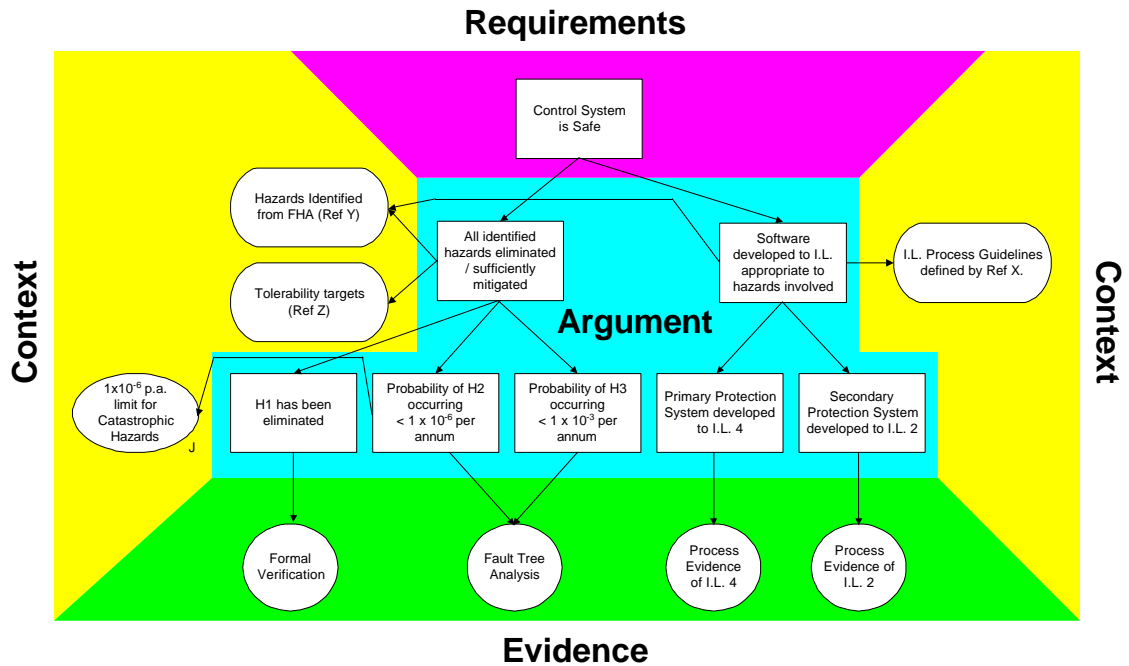 Requirements
Control System
is Safe
Hazards Identified
from FHA (Ref Y)
All identified
hazards eliminated
/ sufficiently
mitigated
Software
developed to I.L.
appropriate to
hazards involved
I.L. Process Guidelines
defined by Ref X.
Tolerability targets
(Ref Z)
Context
Context
Argument
1x10⁻⁶ p.a.
limit for
Catastrophic
Hazards
J
H1 has been
eliminated
Probability of H2
occurring
< 1 x 10⁻⁶ per
annum
Probability of H3
occurring
< 1 x 10⁻³ per
annum
Primary Protection
System developed
to I.L. 4
Secondary
Protection System
developed to I.L. 2
Formal
Verification
Fault Tree
Analysis
Process
Evidence
of I.L. 4
Process
Evidence of
I.L. 2
Evidence